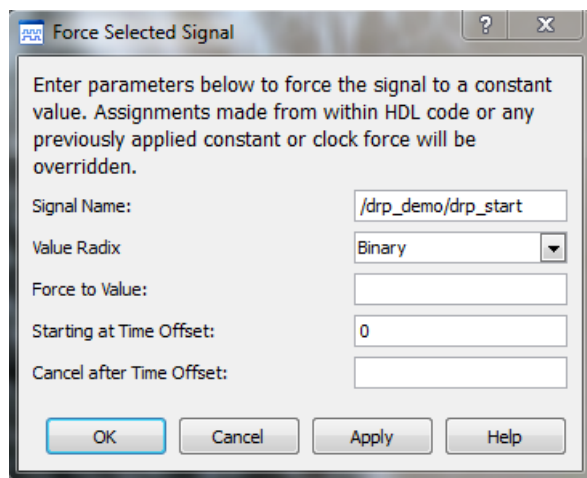 Force Selected Signal
?
X
Enter parameters below to force the signal to a constant
value. Assignments made from within HDL code or any
previously applied constant or clock force will be
overridden.
Signal Name: /drp_demo/drp_start
Value Radix Binary
Force to Value:
Starting at Time Offset: 0
Cancel after Time Offset:
OK Cancel Apply Help